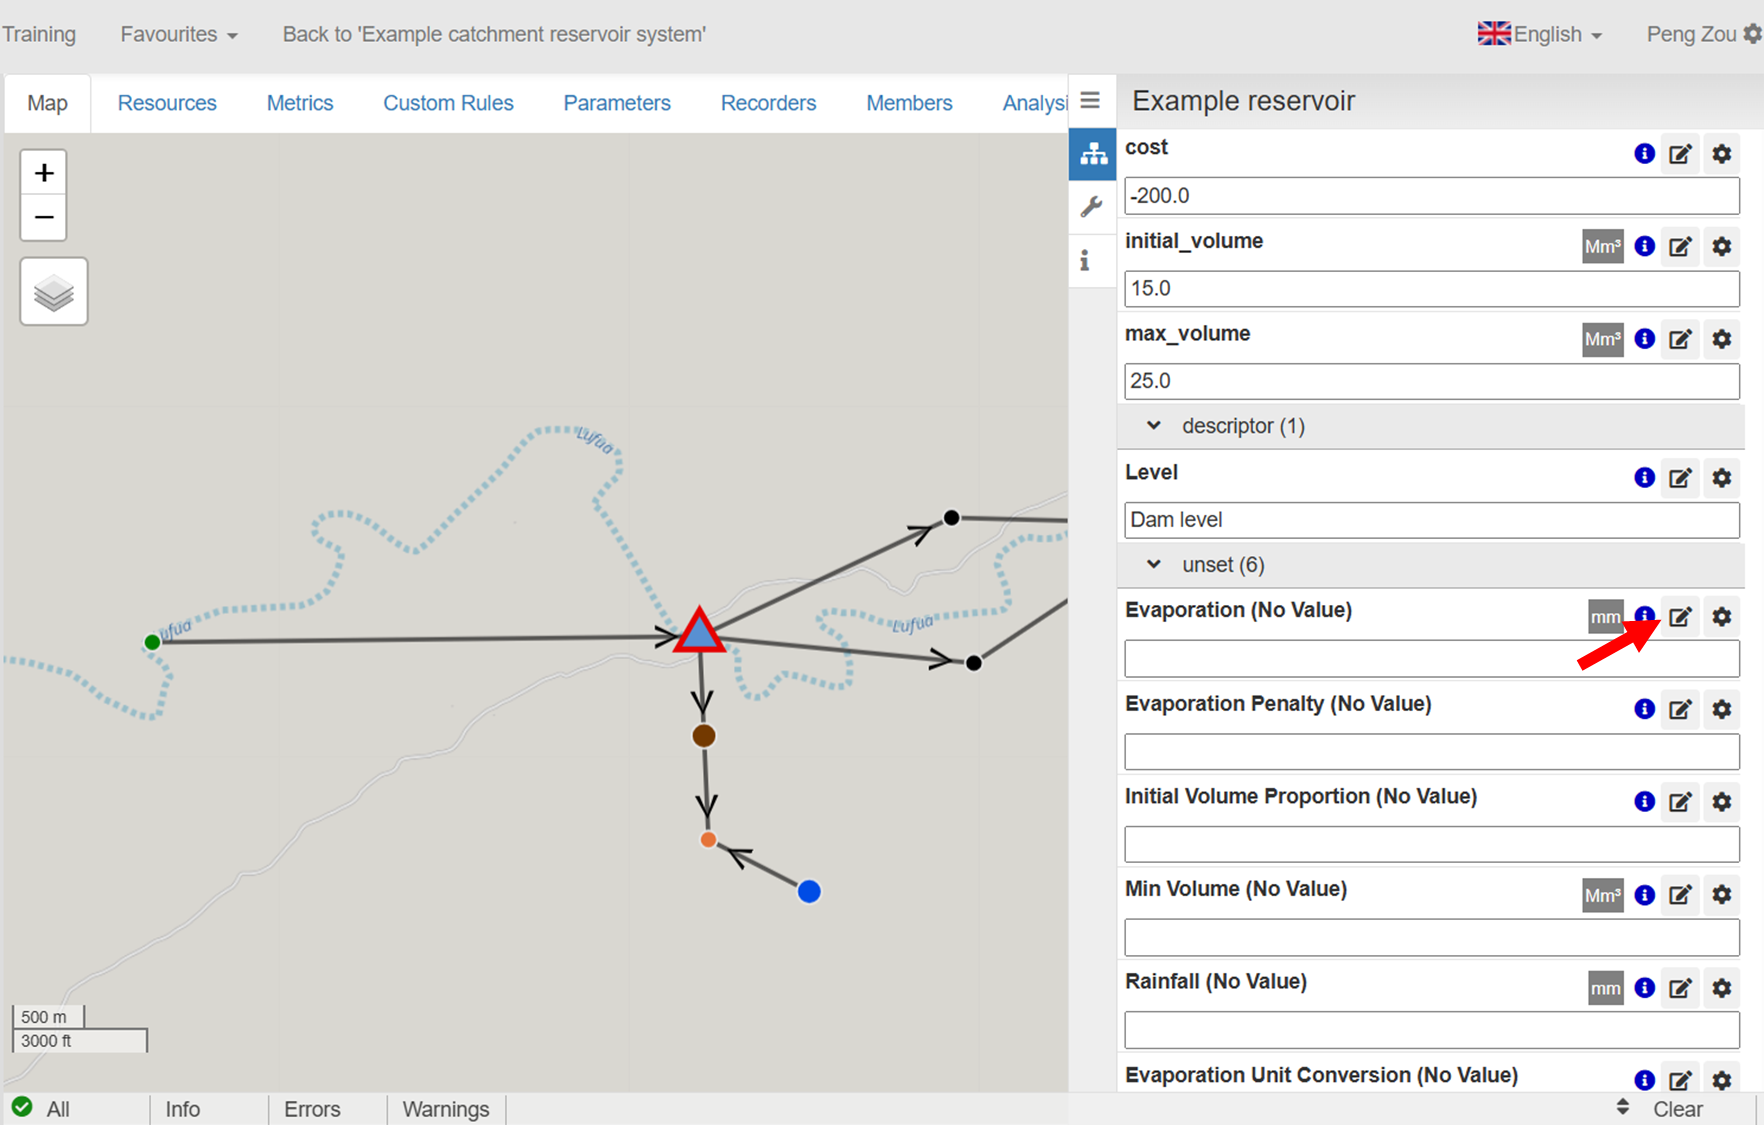 Training Favourites Back to 'Example catchment reservoir system' English Peng Zou
Map Resources Metrics Custom Rules Parameters Recorders Members Analysi
Example reservoir
cost
-200.0
initial_volume Mm³
15.0
max_volume Mm³
25.0
descriptor (1)
Level
Dam level
unset (6)
Evaporation (No Value) mm
Evaporation Penalty (No Value)
Initial Volume Proportion (No Value)
Min Volume (No Value) Mm³
Rainfall (No Value) mm
Evaporation Unit Conversion (No Value)
+
−
Lufua
ufua
Lufua
500 m
3000 ft
All Info Errors Warnings Clear